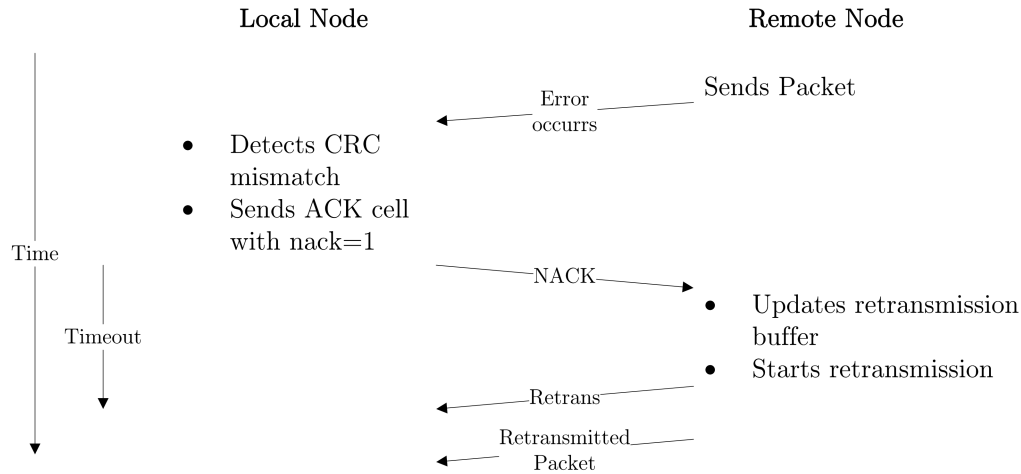 Local Node
Remote Node
Sends Packet
Error
occurrs
• Detects CRC
mismatch
• Sends ACK cell
with nack=1
Time
NACK
• Updates retransmission
buffer
Timeout
• Starts retransmission
Retrans
Retransmitted
Packet